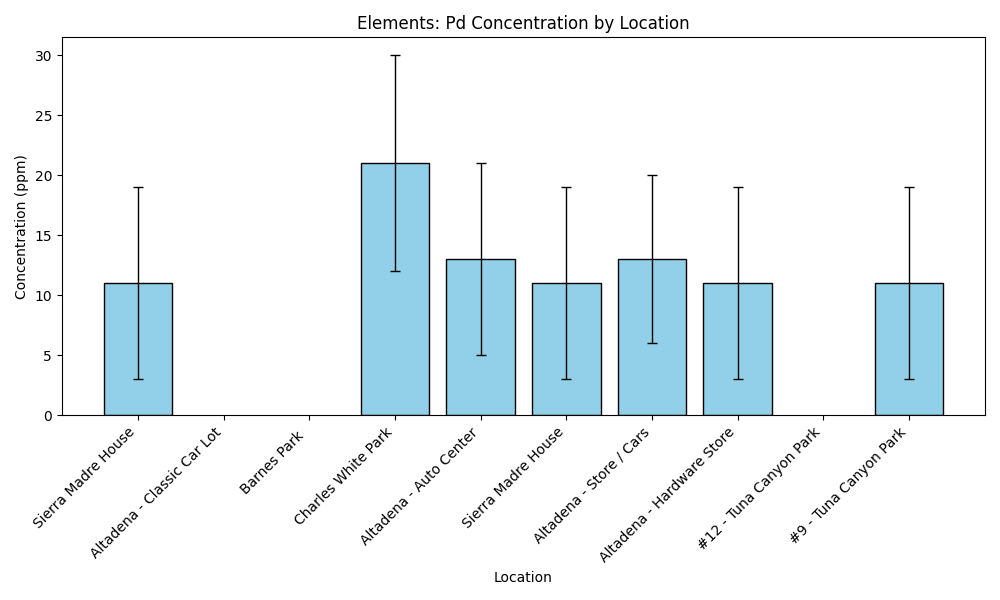 Elements: Pd Concentration by Location
Concentration (ppm)
30
25
20
15
10
5
0
Sierra Madre House
Altadena - Classic Car Lot
Barnes Park
Charles White Park
Altadena - Auto Center
Sierra Madre House
Altadena - Store / Cars
Altadena - Hardware Store
#12 - Tuna Canyon Park
#9 - Tuna Canyon Park
Location